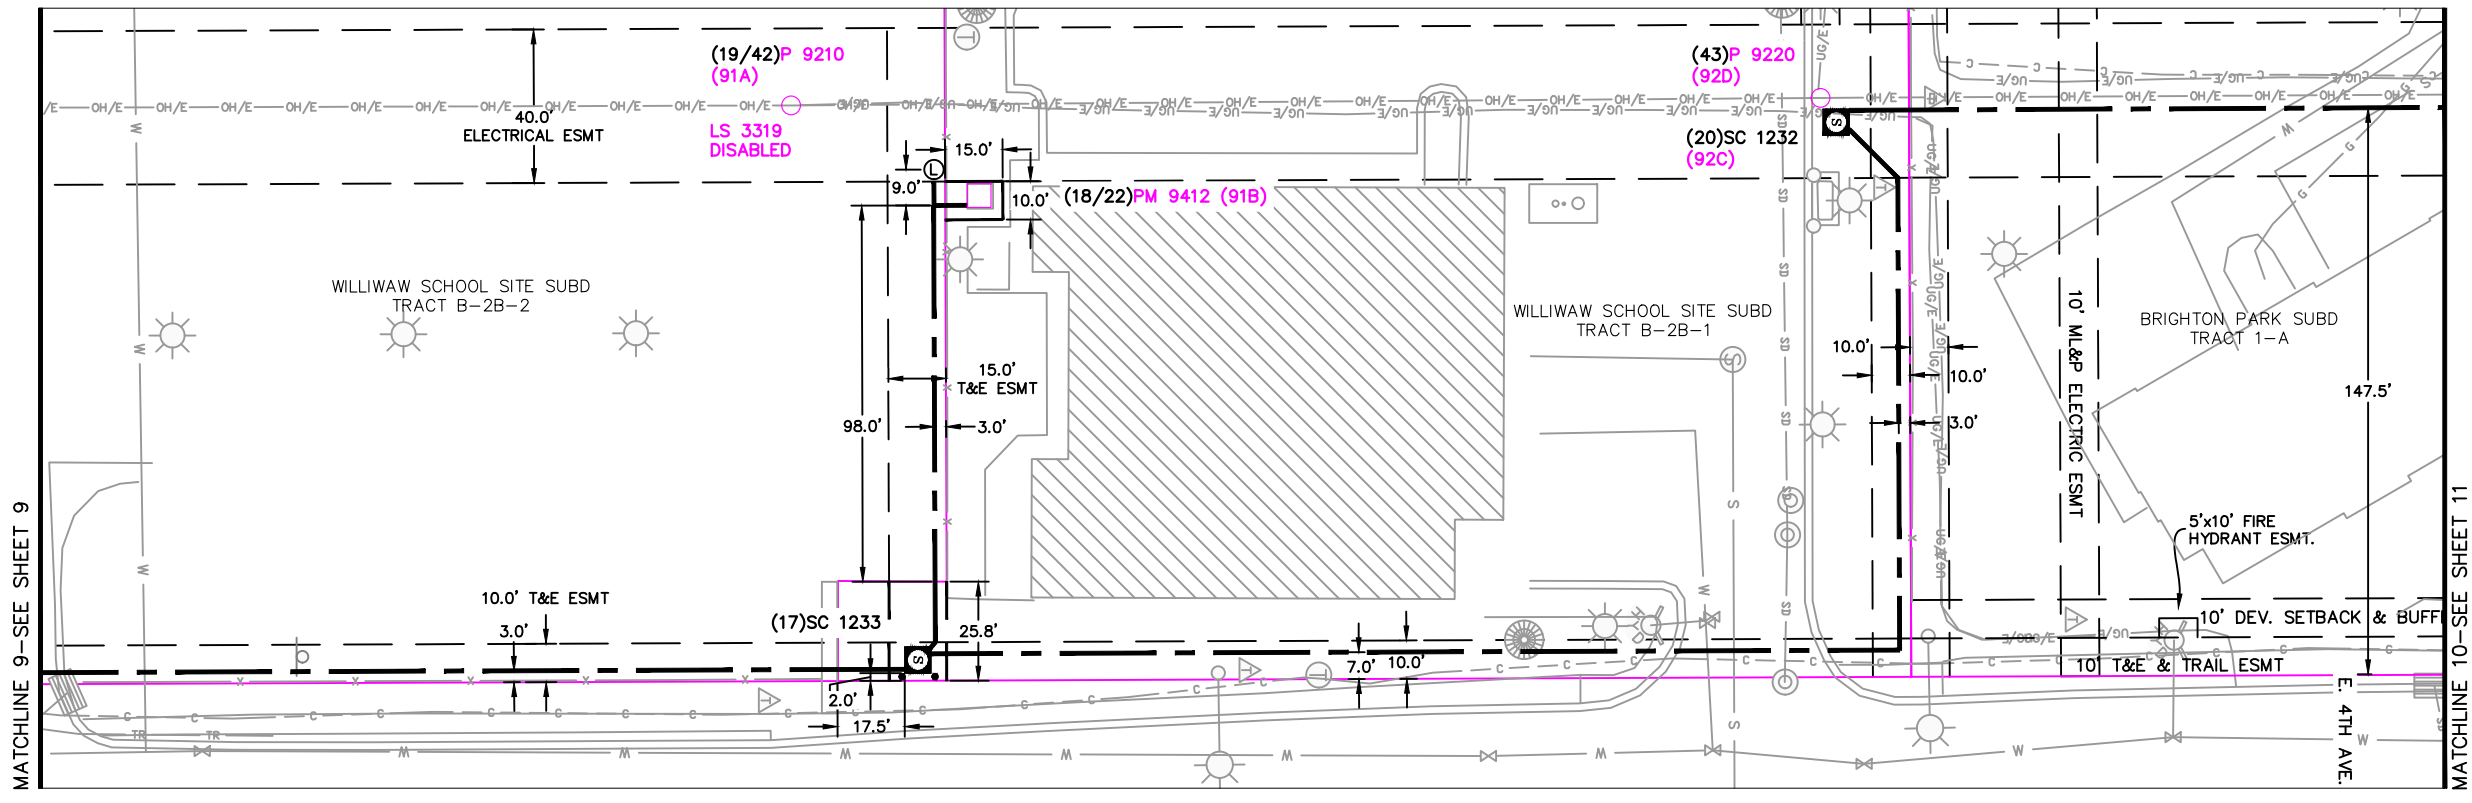 (19/42)P 9210
(91A)
LS 3319
DISABLED
40.0'
ELECTRICAL ESMT
15.0'
9.0'
10.0'
(18/22)PM 9412 (91B)
(43)P 9220
(92D)
(20)SC 1232
(92C)
WILLIWAW SCHOOL SITE SUBD
TRACT B-2B-2
WILLIWAW SCHOOL SITE SUBD
TRACT B-2B-1
BRIGHTON PARK SUBD
TRACT 1-A
10' ML&P ELECTRIC ESMT
15.0'
T&E ESMT
98.0'
3.0'
10.0'
10.0'
3.0'
147.5'
5'x10' FIRE
HYDRANT ESMT.
10' DEV. SETBACK & BUFF
10' T&E & TRAIL ESMT
10.0' T&E ESMT
3.0'
(17)SC 1233
25.8'
2.0'
17.5'
7.0'
10.0'
E. 4TH AVE.
MATCHLINE 9-SEE SHEET 9
MATCHLINE 10-SEE SHEET 11